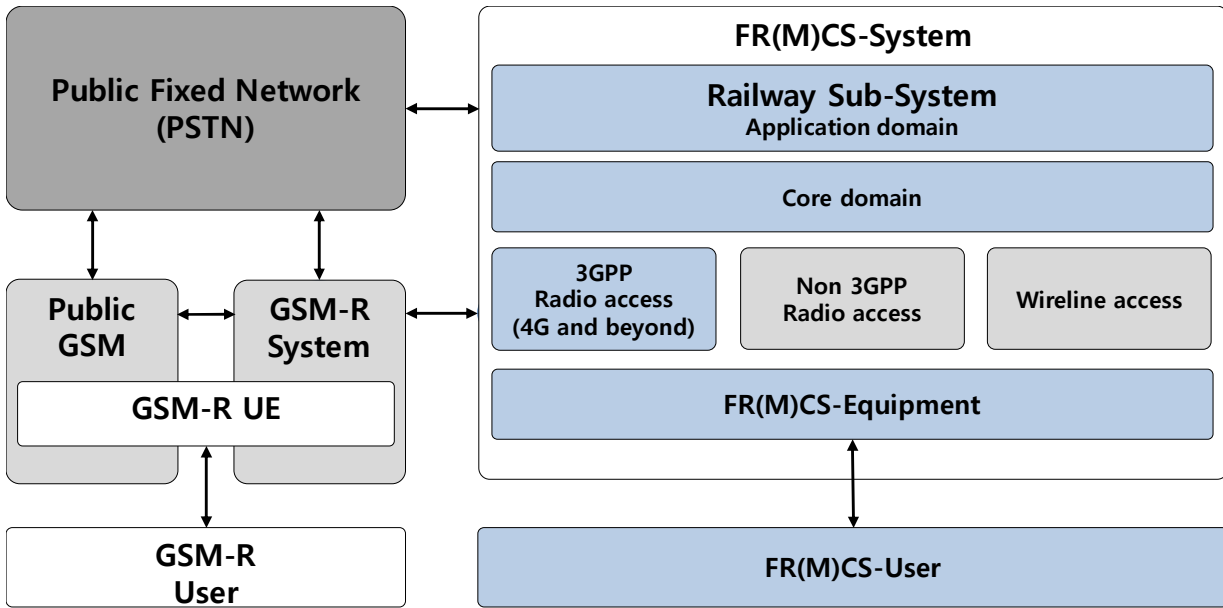 Public Fixed Network
(PSTN)
Public
GSM
GSM-R
System
GSM-R UE
GSM-R
User
FR(M)CS-System
Railway Sub-System
Application domain
Core domain
3GPP
Radio access
(4G and beyond)
Non 3GPP
Radio access
Wireline access
FR(M)CS-Equipment
FR(M)CS-User